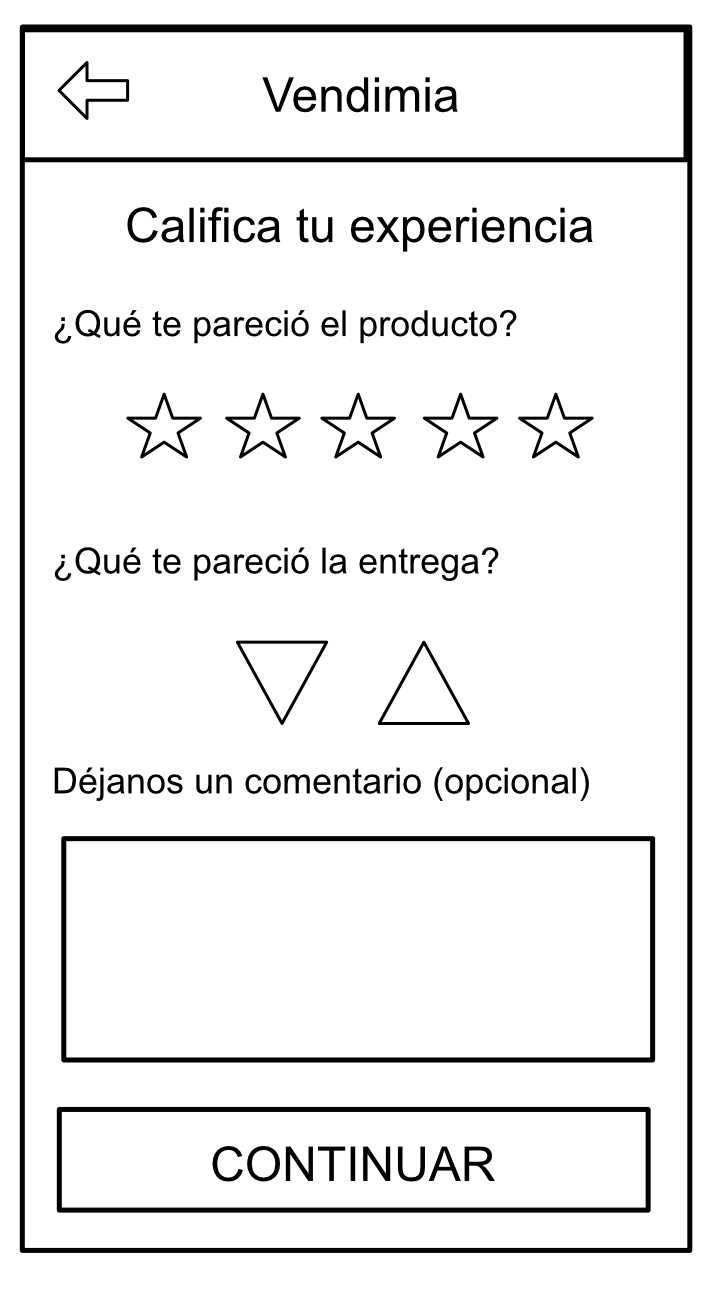 Vendimia
Califica tu experiencia
¿Qué te pareció el producto?
¿Qué te pareció la entrega?
Déjanos un comentario (opcional)
CONTINUAR